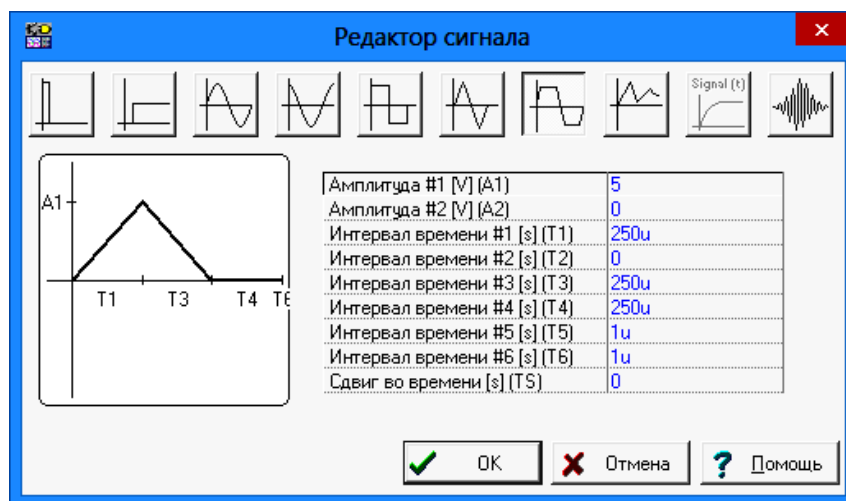 Редактор сигнала
Signal (t)
A1
T1 T3 T4 T6
Амплитуда #1 [V] (A1) 5
Амплитуда #2 [V] (A2) 0
Интервал времени #1 [s] (T1) 250u
Интервал времени #2 [s] (T2) 0
Интервал времени #3 [s] (T3) 250u
Интервал времени #4 [s] (T4) 250u
Интервал времени #5 [s] (T5) 1u
Интервал времени #6 [s] (T6) 1u
Сдвиг во времени [s] (TS) 0
OK Отмена Помощь